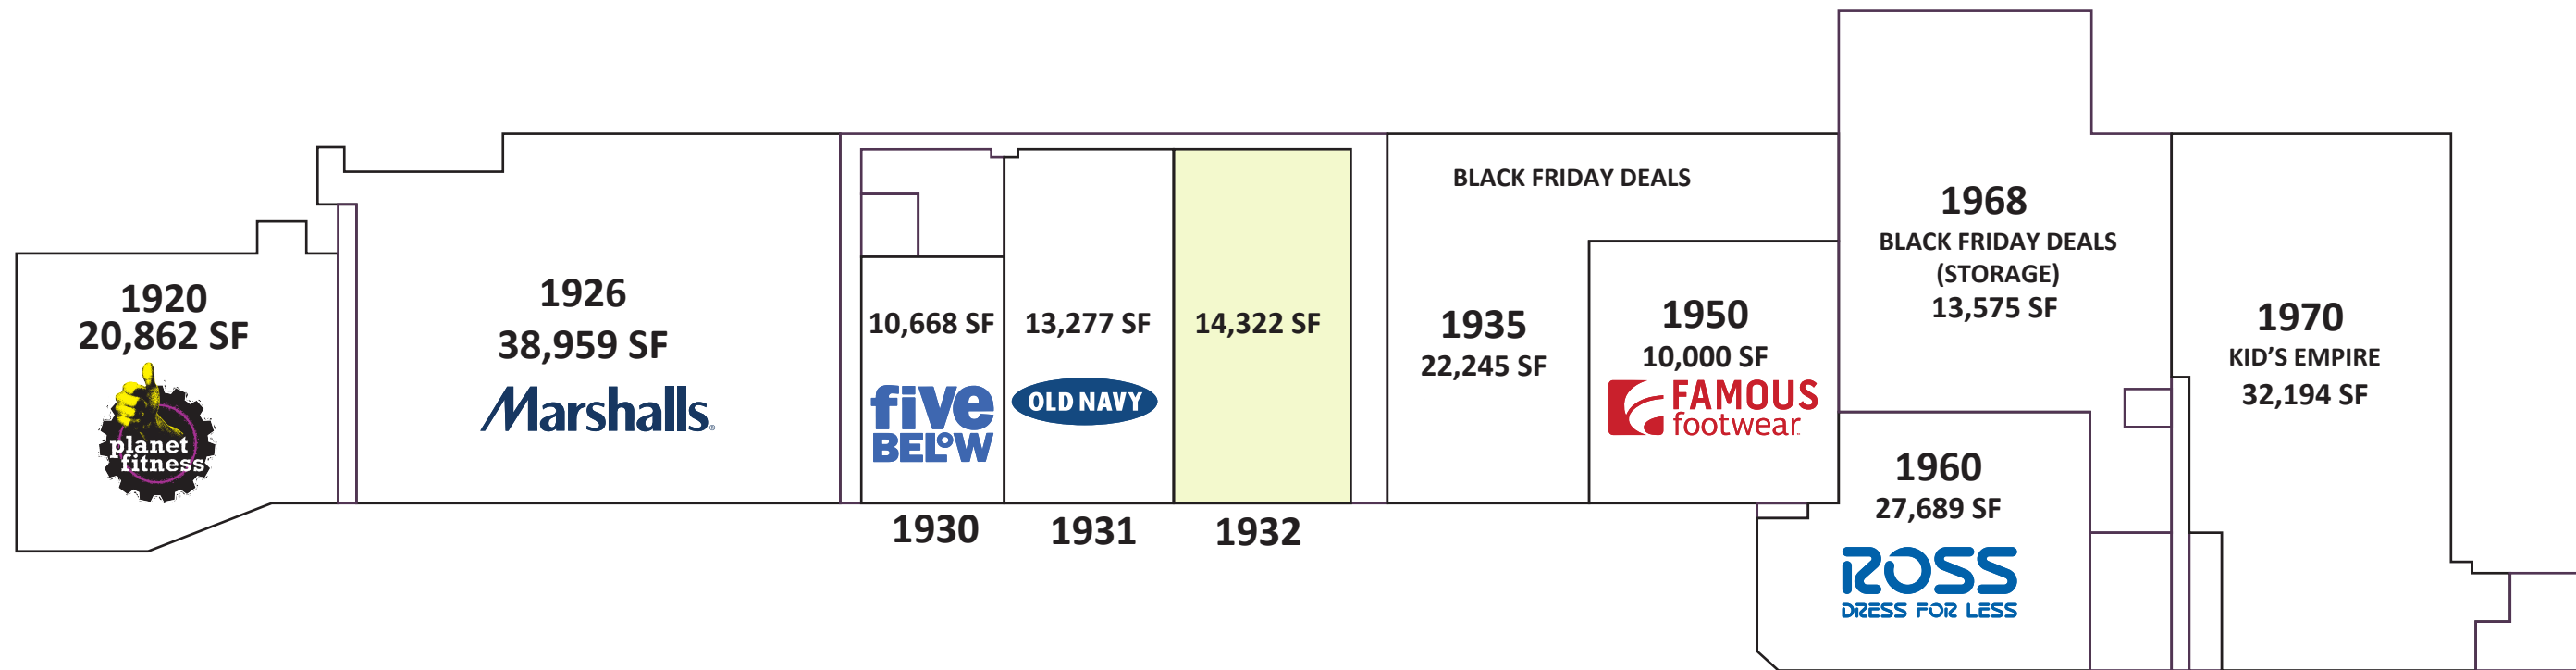 1920
20,862 SF
planet
fitness
1926
38,959 SF
Marshalls®
10,668 SF
five
BELOW
1930
13,277 SF
OLD NAVY
1931
14,322 SF
1932
BLACK FRIDAY DEALS
1935
22,245 SF
1950
10,000 SF
FAMOUS
footwear
1968
BLACK FRIDAY DEALS
(STORAGE)
13,575 SF
1960
27,689 SF
ROSS
DRESS FOR LESS
1970
KID’S EMPIRE
32,194 SF